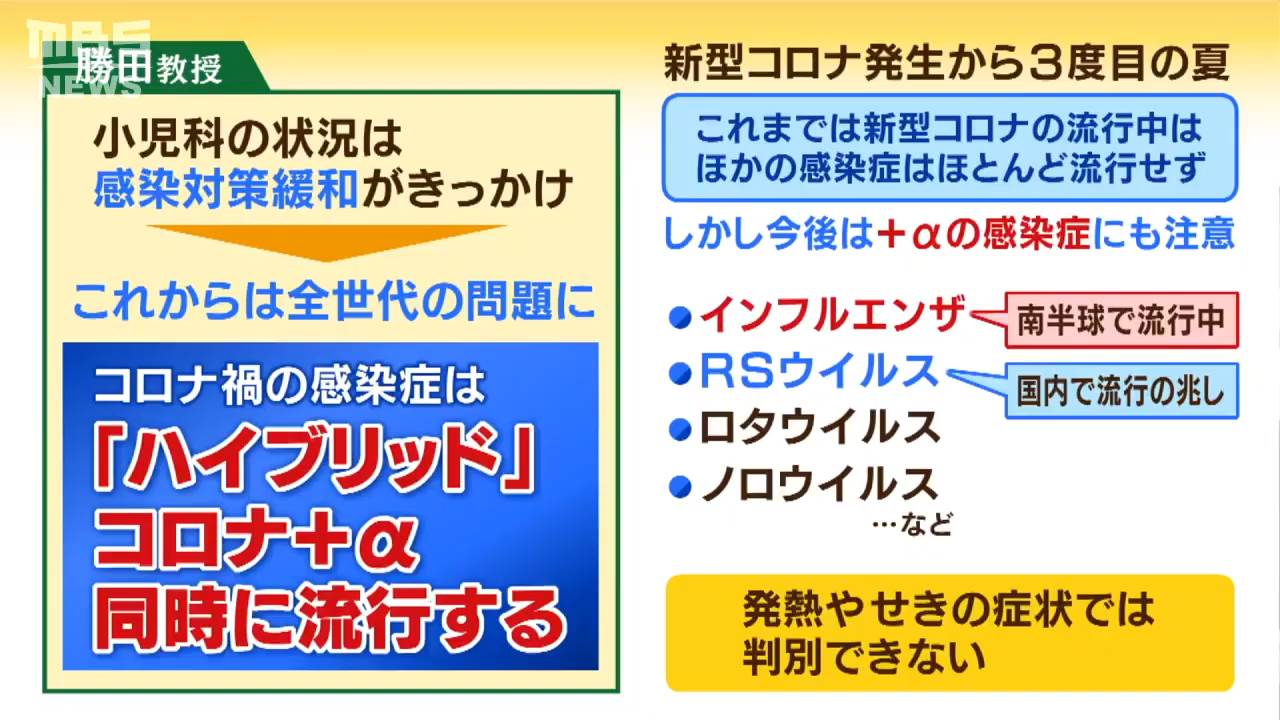 MBS
NEWS
勝田教授
小児科の状況は
感染対策緩和がきっかけ
これからは全世代の問題に
コロナ禍の感染症は
「ハイブリッド」
コロナ＋α
同時に流行する
新型コロナ発生から３度目の夏
これまでは新型コロナの流行中は
ほかの感染症はほとんど流行せず
しかし今後は＋αの感染症にも注意
●インフルエンザ
南半球で流行中
●ＲＳウイルス
国内で流行の兆し
●ロタウイルス
●ノロウイルス
…など
発熱やせきの症状では
判別できない